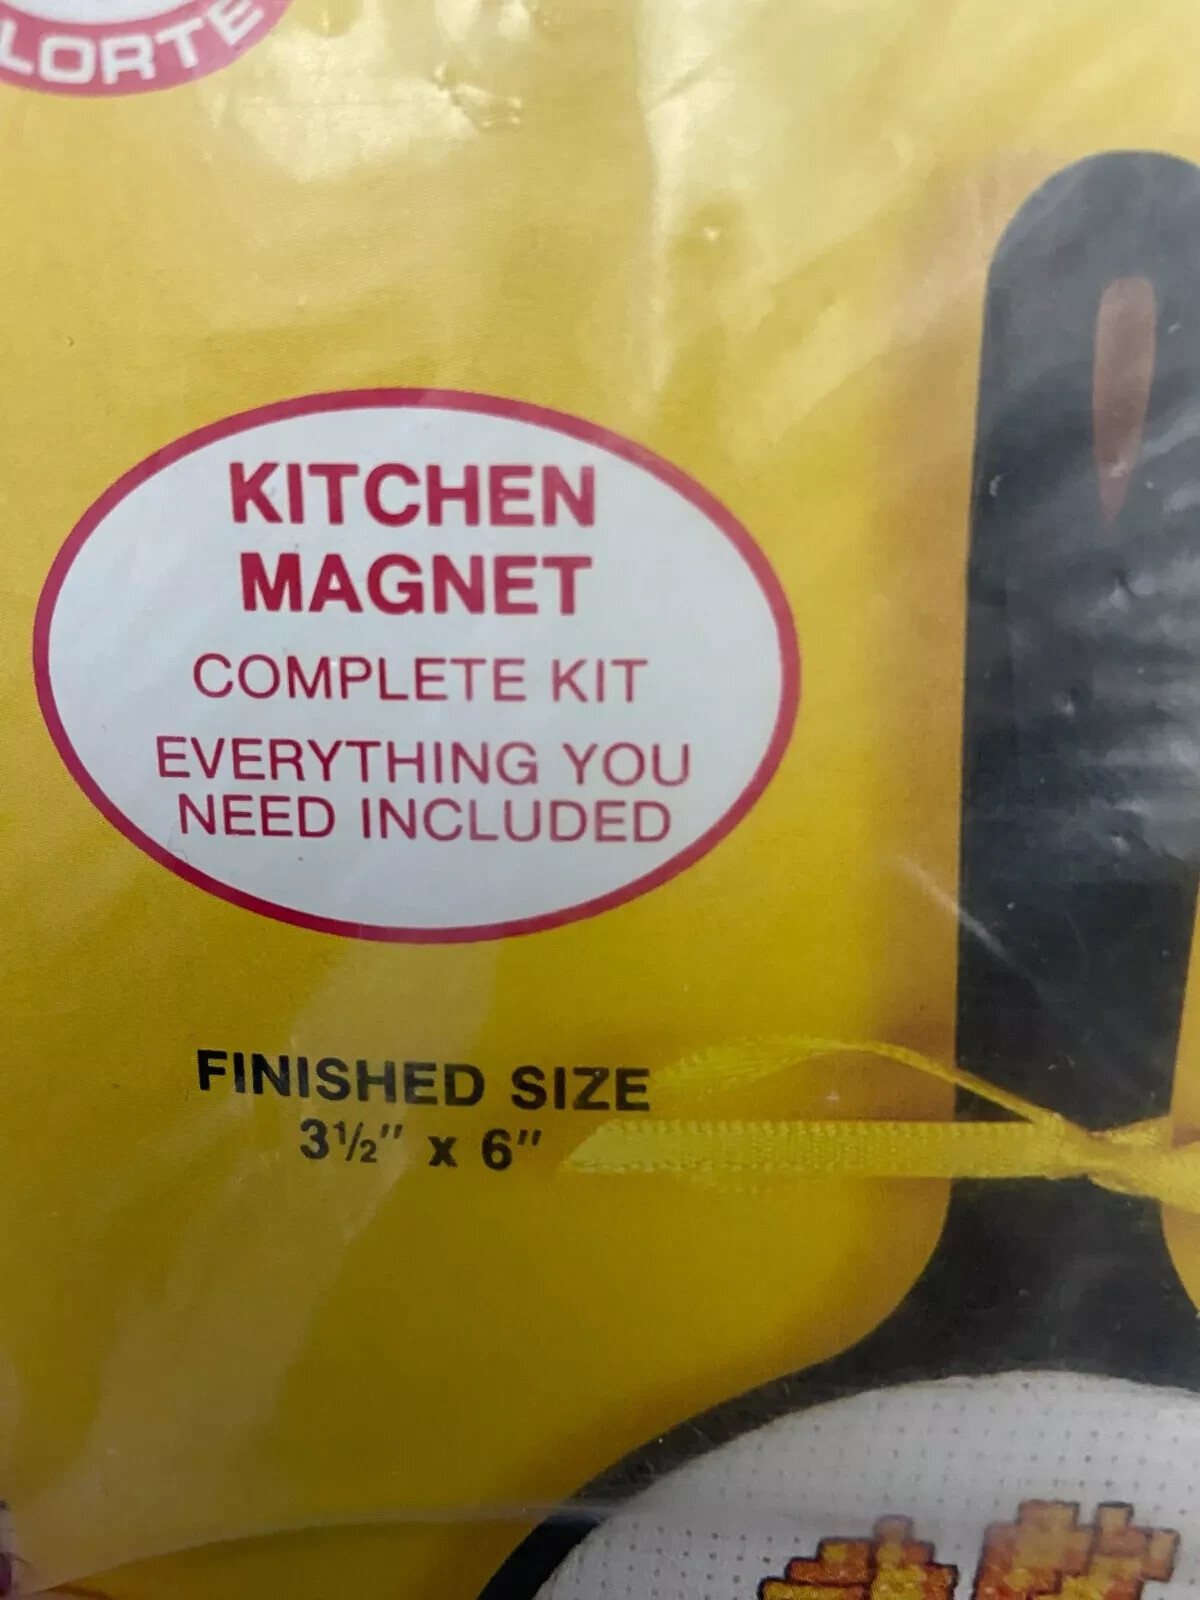 LORTE
KITCHEN
MAGNET
COMPLETE KIT
EVERYTHING YOU
NEED INCLUDED
FINISHED SIZE
3½" x 6"